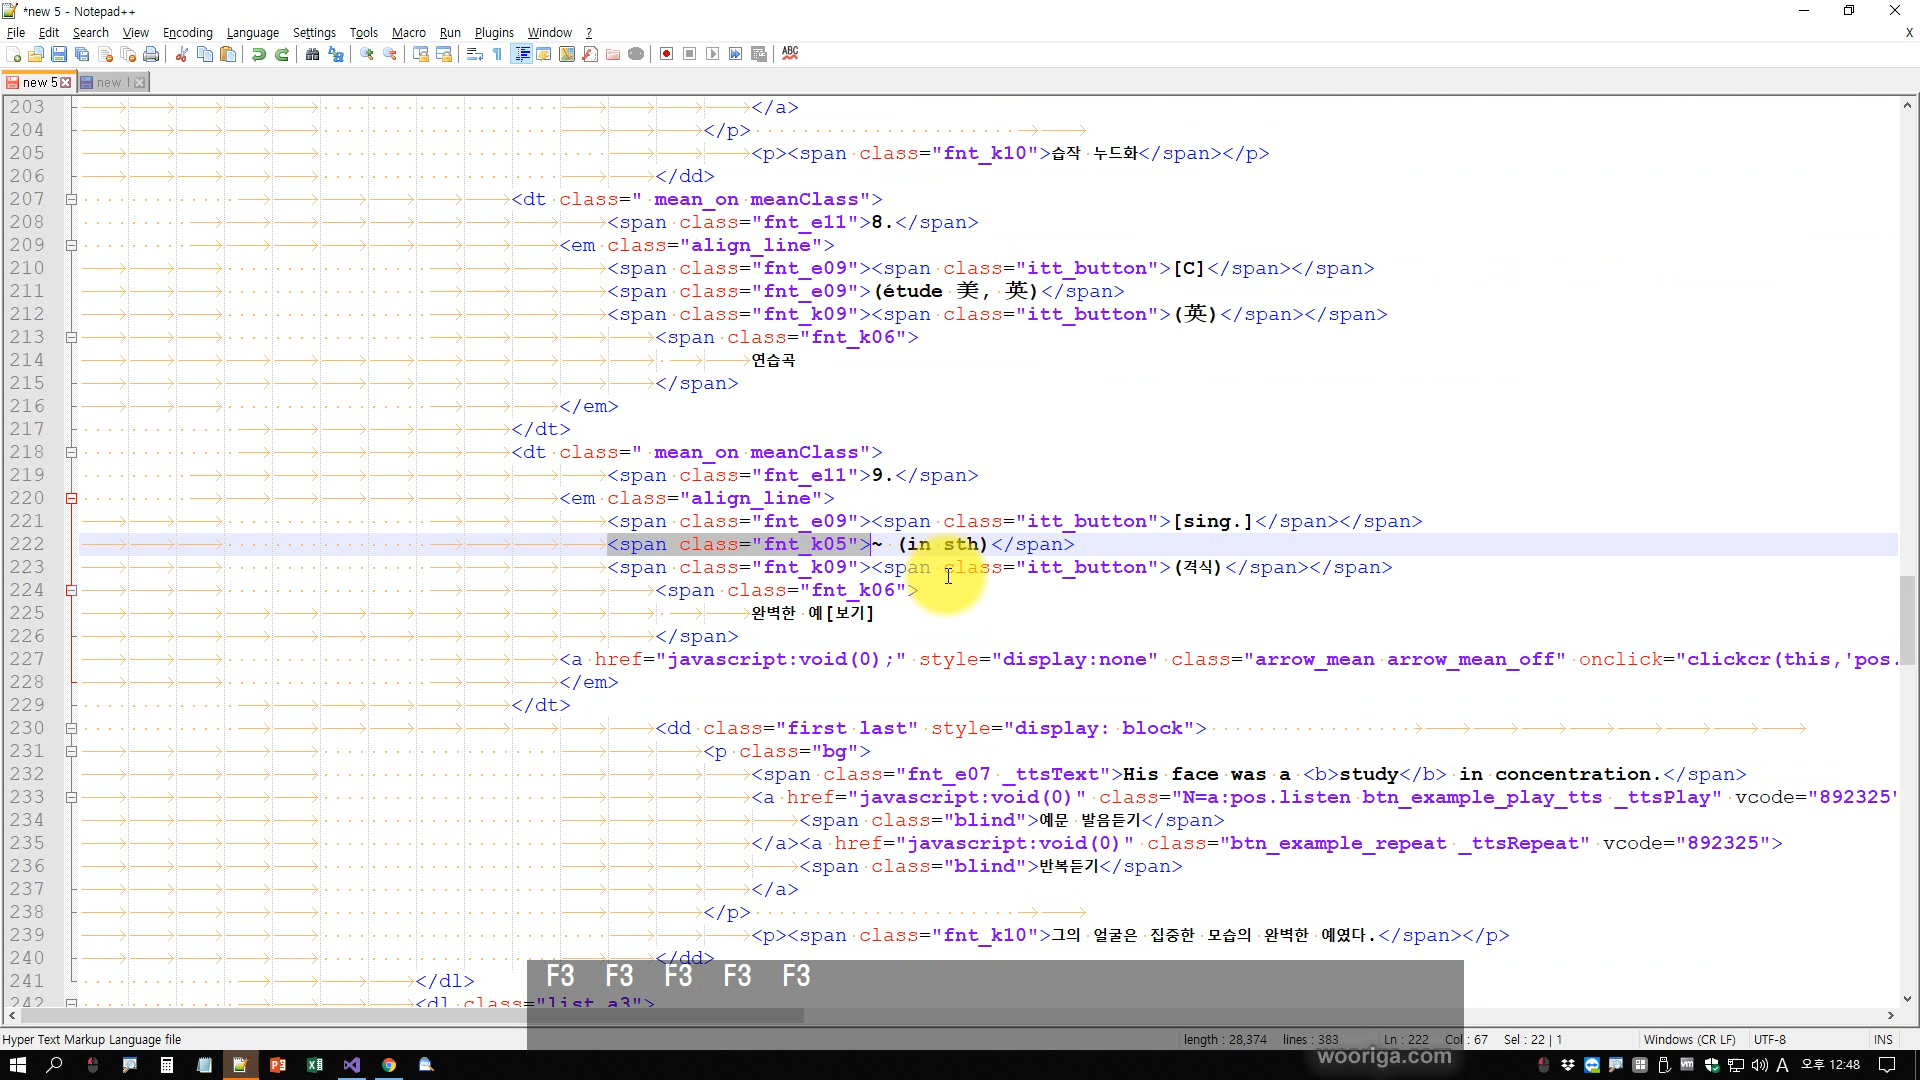 *new 5 - Notepad++
File Edit Search View Encoding Language Settings Tools Macro Run Plugins Window ? X
new 5 new 1
203 </a>
204 </p>
205 <p><span class="fnt_k10">습작 누드화</span></p>
206 </dd>
207 <dt class=" mean_on meanClass">
208 <span class="fnt_e11">8.</span>
209 <em class="align_line">
210 <span class="fnt_e09"><span class="itt_button">[C]</span></span>
211 <span class="fnt_e09">(étude 美, 英)</span>
212 <span class="fnt_k09"><span class="itt_button">(英)</span></span>
213 <span class="fnt_k06">
214 연습곡
215 </span>
216 </em>
217 </dt>
218 <dt class=" mean_on meanClass">
219 <span class="fnt_e11">9.</span>
220 <em class="align_line">
221 <span class="fnt_e09"><span class="itt_button">[sing.]</span></span>
222 <span class="fnt_k05">~ (in sth)</span>
223 <span class="fnt_k09"><span class="itt_button">(격식)</span></span>
224 <span class="fnt_k06">
225 완벽한 예[보기]
226 </span>
227 <a href="javascript:void(0);" style="display:none" class="arrow_mean arrow_mean_off" onclick="clickcr(this,'pos.
228 </em>
229 </dt>
230 <dd class="first last" style="display: block">
231 <p class="bg">
232 <span class="fnt_e07 _ttsText">His face was a <b>study</b> in concentration.</span>
233 <a href="javascript:void(0)" class="N=a:pos.listen btn_example_play_tts _ttsPlay" vcode="892325"
234 <span class="blind">예문 발음듣기</span>
235 </a><a href="javascript:void(0)" class="btn_example_repeat _ttsRepeat" vcode="892325">
236 <span class="blind">반복듣기</span>
237 </a>
238 </p>
239 <p><span class="fnt_k10">그의 얼굴은 집중한 모습의 완벽한 예였다.</span></p>
240 </dd>
241 </dl>
242 <dl class="list_a3">
F3 F3 F3 F3 F3
Hyper Text Markup Language file length : 28,374 lines : 383 Ln : 222 Col : 67 Sel : 22 | 1 Windows (CR LF) UTF-8 INS
wooriga.com
A 오후 12:48